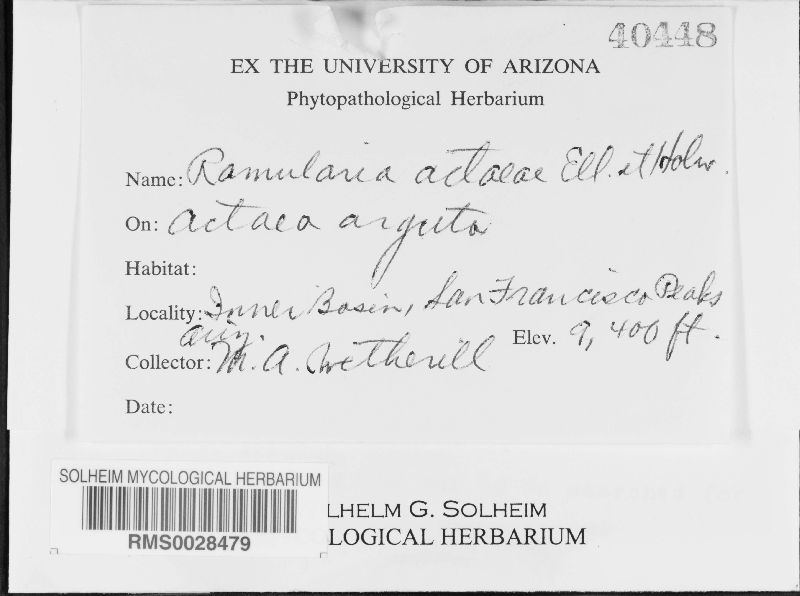 40448
EX THE UNIVERSITY OF ARIZONA
Phytopathological Herbarium
Name: Ramularia actaeae Ell. et Holw.
On: Actaea arguta
Habitat:
Locality: Inner Basin, San Francisco Peaks
Ariz.
Elev. 9,400 ft.
Collector: M. A. Wetherill
Date:
SOLHEIM MYCOLOGICAL HERBARIUM
RMS0028479
LHELM G. SOLHEIM
LOGICAL HERBARIUM